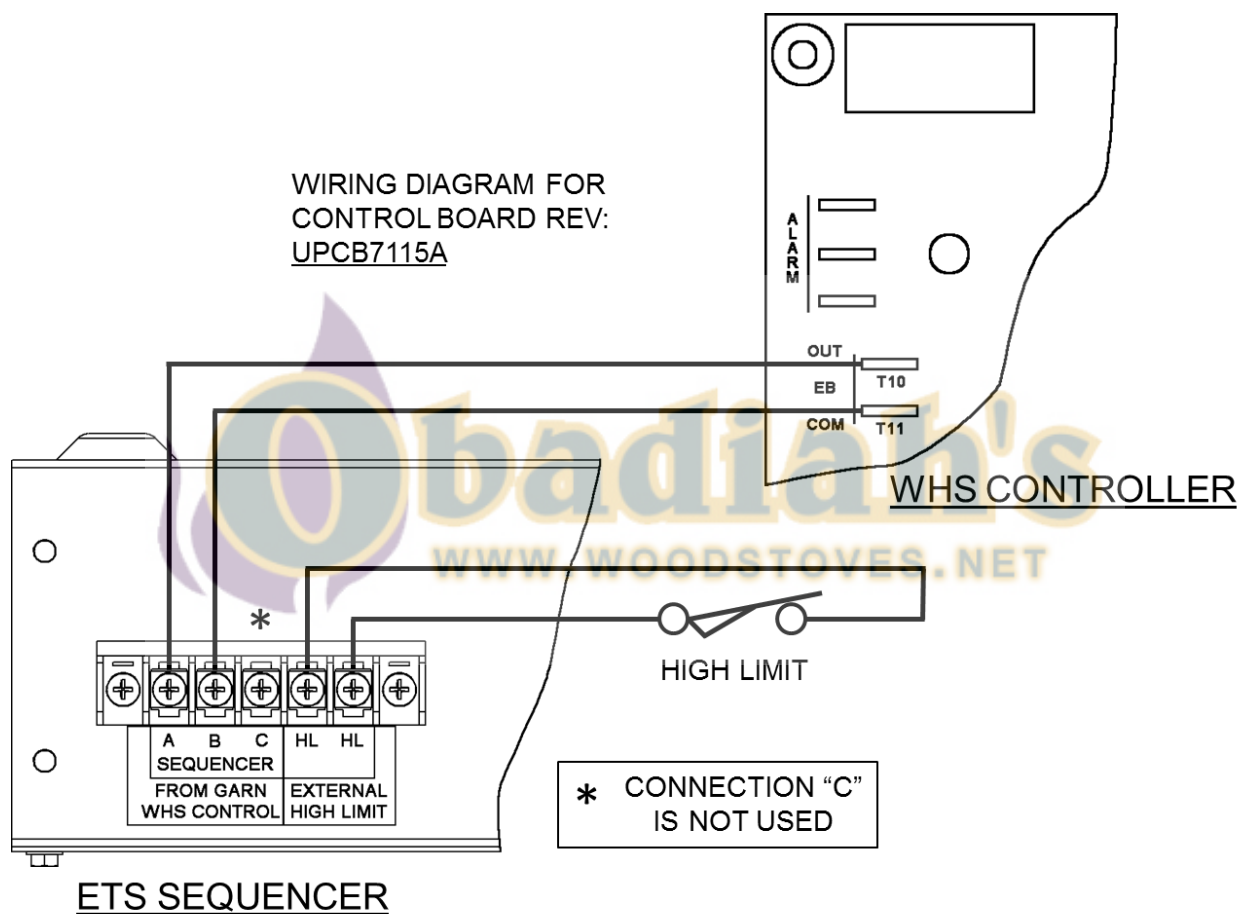 WIRING DIAGRAM FOR
CONTROL BOARD REV:
UPCB7115A
ALARM
OUT
T10
EB
COM
T11
WHS CONTROLLER
Obadiah's
WWW.WOODSTOVES.NET
*
HIGH LIMIT
A B C HL HL
SEQUENCER
FROM GARN EXTERNAL
WHS CONTROL HIGH LIMIT
* CONNECTION “C”
IS NOT USED
ETS SEQUENCER